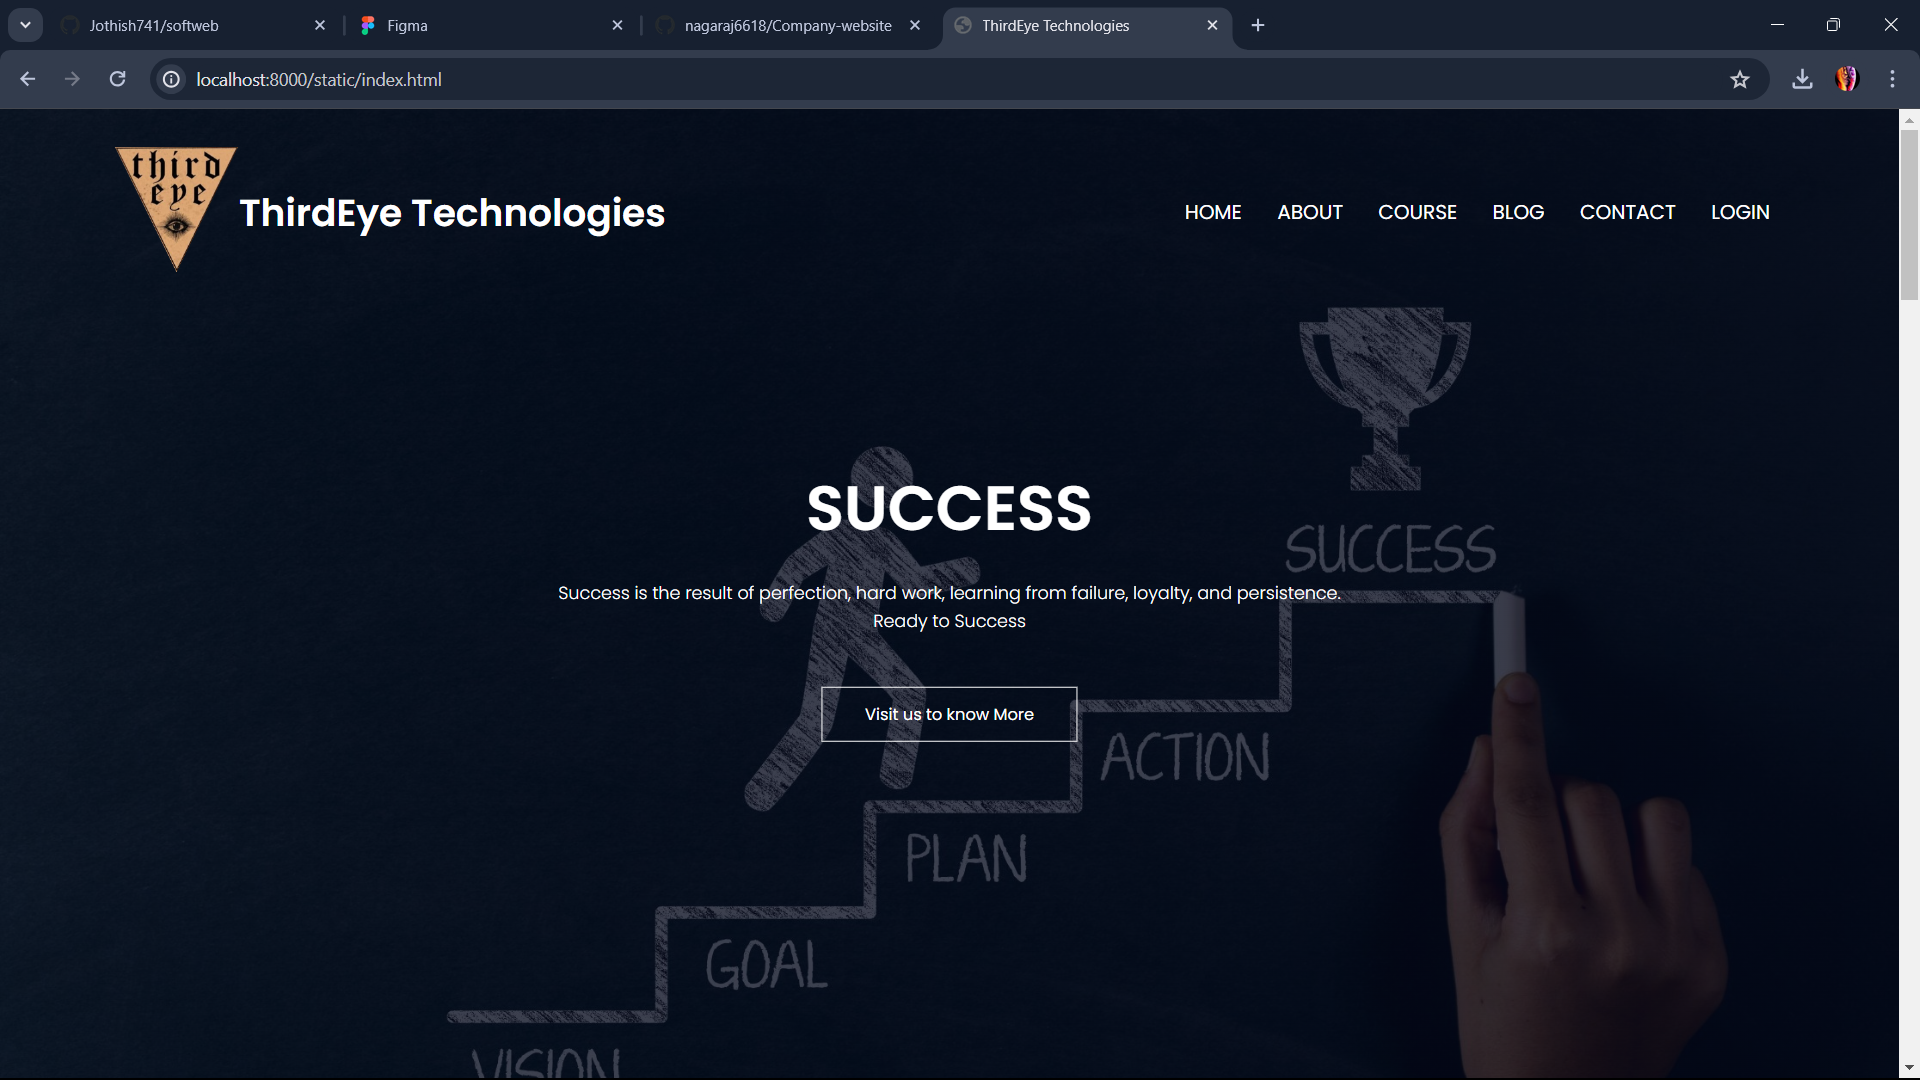 Jothish741/softweb
Figma
nagaraj6618/Company-website
ThirdEye Technologies
localhost:8000/static/index.html
third
eye
ThirdEye Technologies
HOME ABOUT COURSE BLOG CONTACT LOGIN
SUCCESS
SUCCESS
Success is the result of perfection, hard work, learning from failure, loyalty, and persistence.
Ready to Success
Visit us to know More
ACTION
PLAN
GOAL
VISION